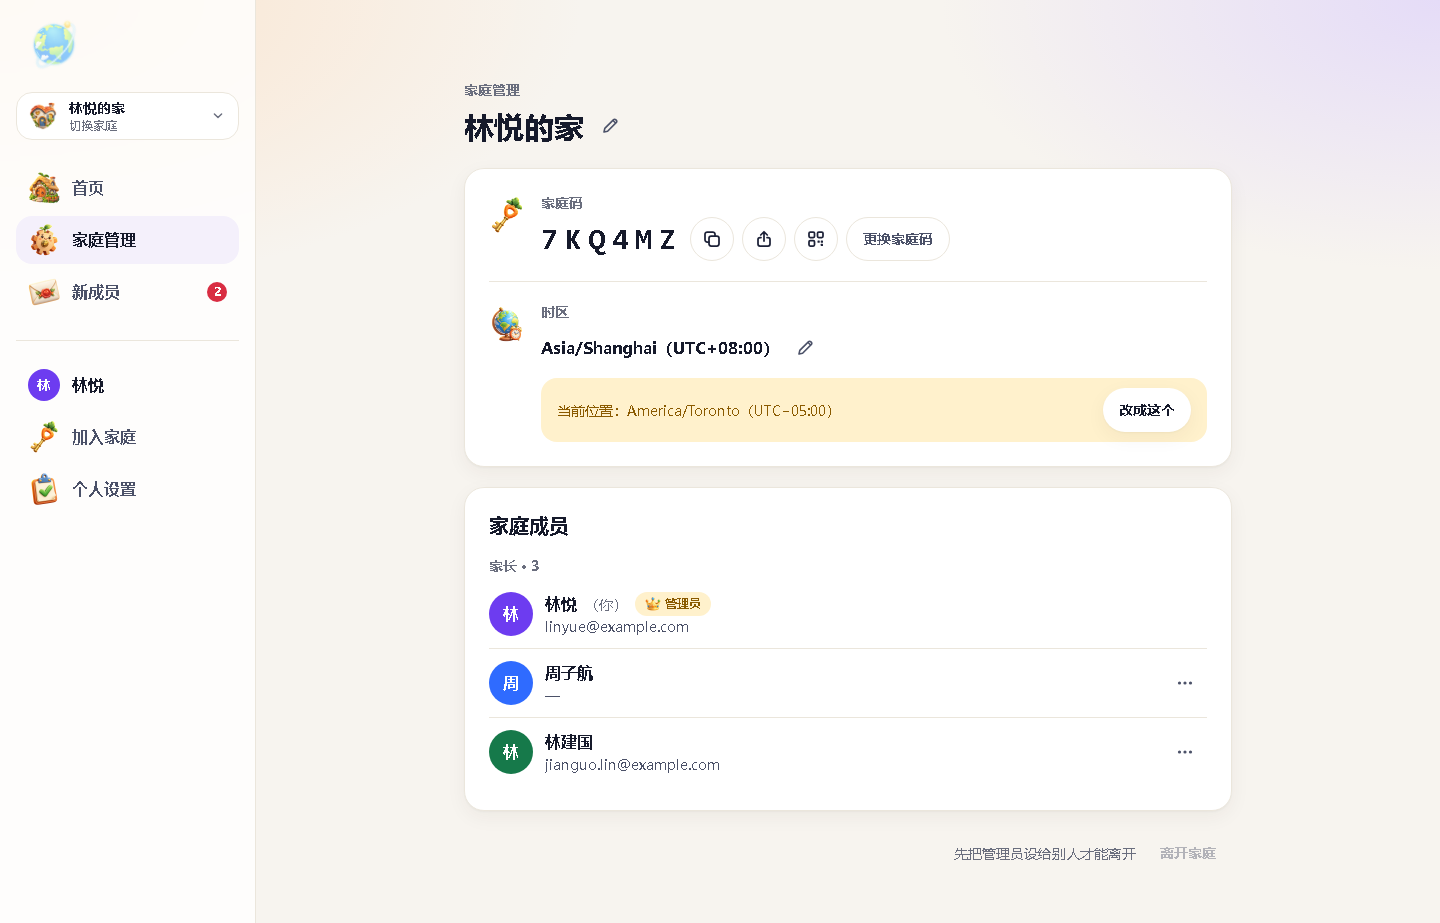 林悦的家
切换家庭
首页
家庭管理
新成员
2
林
林悦
加入家庭
个人设置
家庭管理
林悦的家
家庭码
7KQ4MZ
更换家庭码
时区
Asia/Shanghai（UTC+08:00）
当前位置：America/Toronto（UTC−05:00）
改成这个
家庭成员
家长 • 3
林
林悦 （你） 管理员
linyue@example.com
周
周子航
—
林
林建国
jianguo.lin@example.com
先把管理员设给别人才能离开
离开家庭